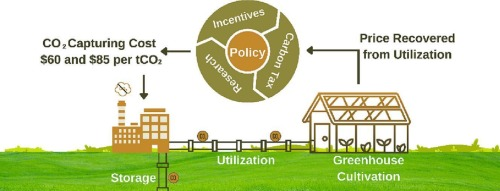 Incentives
Carbon Tax
Research
Policy
CO₂ Capturing Cost
$60 and $85 per tCO₂
Price Recovered
from Utilization
Utilization
Greenhouse
Cultivation
Storage